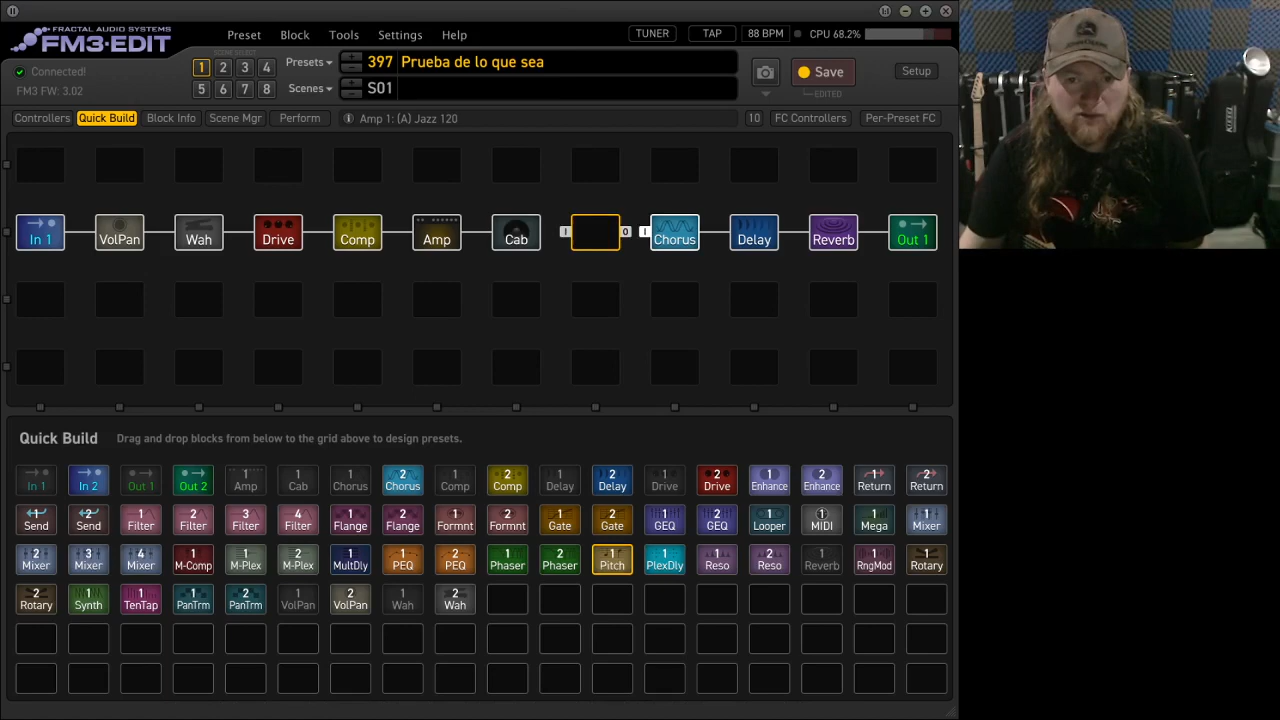 FRACTAL AUDIO SYSTEMS
FM3-EDIT
Preset Block Tools Settings Help
TUNER TAP 88 BPM CPU 68.2%
Connected!
FM3 FW: 3.02
SCENE SELECT
1 2 3 4
5 6 7 8
Presets
397 Prueba de lo que sea
Scenes
S01
Save
EDITED
Setup
Controllers Quick Build Block Info Scene Mgr Perform
Amp 1: (A) Jazz 120
10 FC Controllers Per-Preset FC
In 1 VolPan Wah Drive Comp Amp Cab I O I Chorus Delay Reverb Out 1
Quick Build Drag and drop blocks from below to the grid above to design presets.
In 1 In 2 Out 1 Out 2 1 Amp 1 Cab 1 Chorus 2 Chorus 1 Comp 2 Comp 1 Delay 2 Delay 1 Drive 2 Drive 1 Enhance 2 Enhance 1 Return 2 Return
1 Send 2 Send 1 Filter 2 Filter 3 Filter 4 Filter 1 Flange 2 Flange 1 Formnt 2 Formnt 1 Gate 2 Gate 1 GEQ 2 GEQ 1 Looper 1 MIDI 1 Mega 1 Mixer
2 Mixer 3 Mixer 4 Mixer 1 M-Comp 1 M-Plex 2 M-Plex 1 MultDly 1 PEQ 2 PEQ 1 Phaser 2 Phaser 1 Pitch 1 PlexDly 1 Reso 2 Reso 1 Reverb 1 RngMod 1 Rotary
2 Rotary 1 Synth 1 TenTap 1 PanTrm 2 PanTrm 1 VolPan 2 VolPan 1 Wah 2 Wah